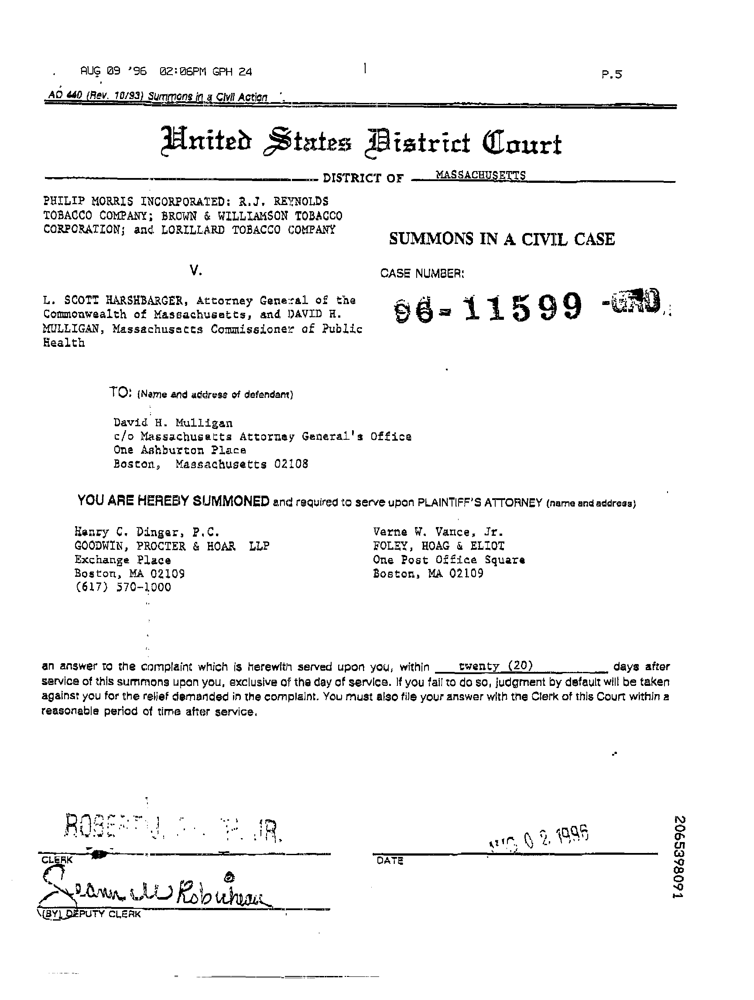 AUG 09 '96 02:06PM GPH 24 1 P.5
AO 440 (Rev. 10/93) Summons in a Civil Action
United States District Court
DISTRICT OF MASSACHUSETTS
PHILIP MORRIS INCORPORATED: R.J. REYNOLDS
TOBACCO COMPANY; BROWN & WILLIAMSON TOBACCO
CORPORATION; and LORILLARD TOBACCO COMPANY
SUMMONS IN A CIVIL CASE
V.
CASE NUMBER:
L. SCOTT HARSHBARGER, Attorney General of the
Commonwealth of Massachusetts, and DAVID H.
MULLIGAN, Massachusetts Commissioner of Public
Health
96-11599
TO: (Name and address of defendant)
David H. Mulligan
c/o Massachusetts Attorney General's Office
One Ashburton Place
Boston, Massachusetts 02108
YOU ARE HEREBY SUMMONED and required to serve upon PLAINTIFF'S ATTORNEY (name and address)
Henry C. Dinger, P.C.
GOODWIN, PROCTER & HOAR LLP
Exchange Place
Boston, MA 02109
(617) 570-1000
Verne W. Vance, Jr.
FOLEY, HOAG & ELIOT
One Post Office Square
Boston, MA 02109
an answer to the complaint which is herewith served upon you, within twenty (20) days after
service of this summons upon you, exclusive of the day of service. If you fail to do so, judgment by default will be taken
against you for the relief demanded in the complaint. You must also file your answer with the Clerk of this Court within a
reasonable period of time after service.
JR.
CLERK
AUG 02 1996
DATE
(BY) DEPUTY CLERK
2065398091